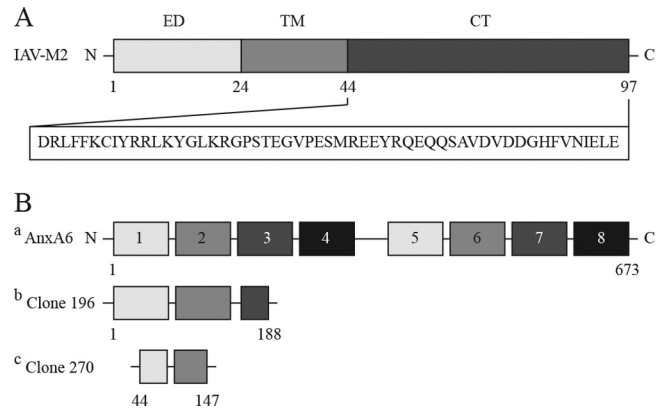 A
ED TM CT
IAV-M2 N C
1 24 44 97
DRLFFKCIYRRLKYGLKRGPSTEGVPESMREEYRQEQQSAVDVDDGHFVNIELE
B
a AnxA6 N 1 2 3 4 5 6 7 8 C
1 673
b Clone 196
1 188
c Clone 270
44 147